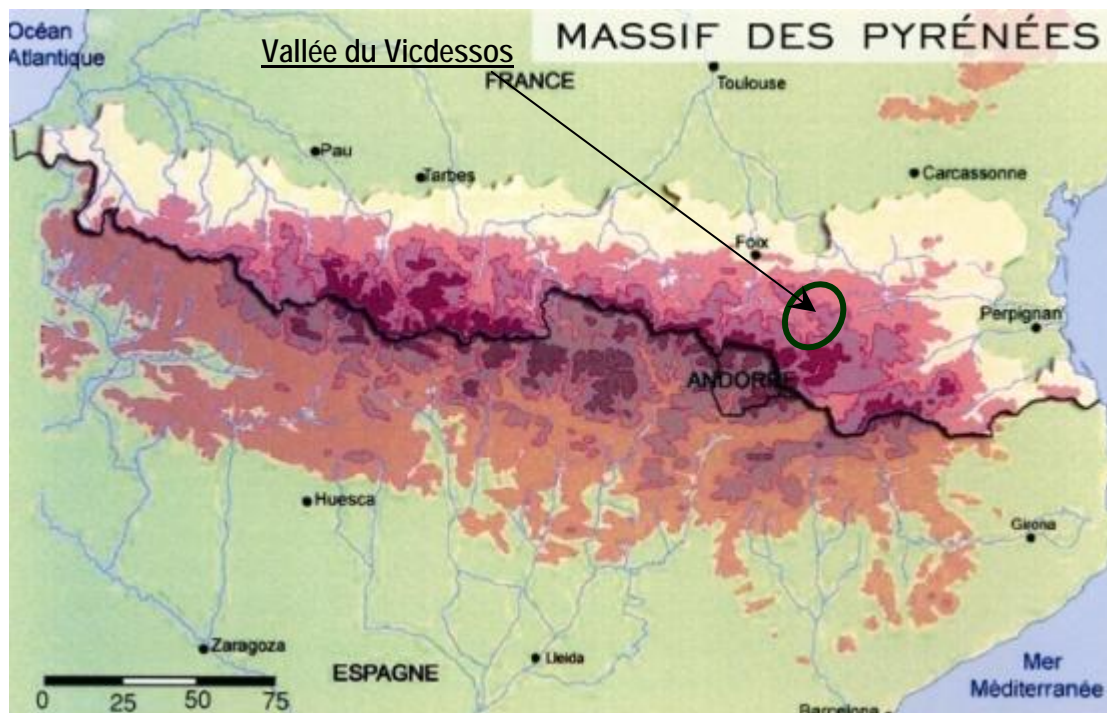 Océan
Atlantique
Vallée du Vicdessos
MASSIF DES PYRÉNÉES
FRANCE
Toulouse
Pau
Tarbes
Carcassonne
Foix
Perpignan
ANDORRE
Huesca
Girona
Zaragoza
Lleida
ESPAGNE
Mer
Méditerranée
0 25 50 75
Barcelona